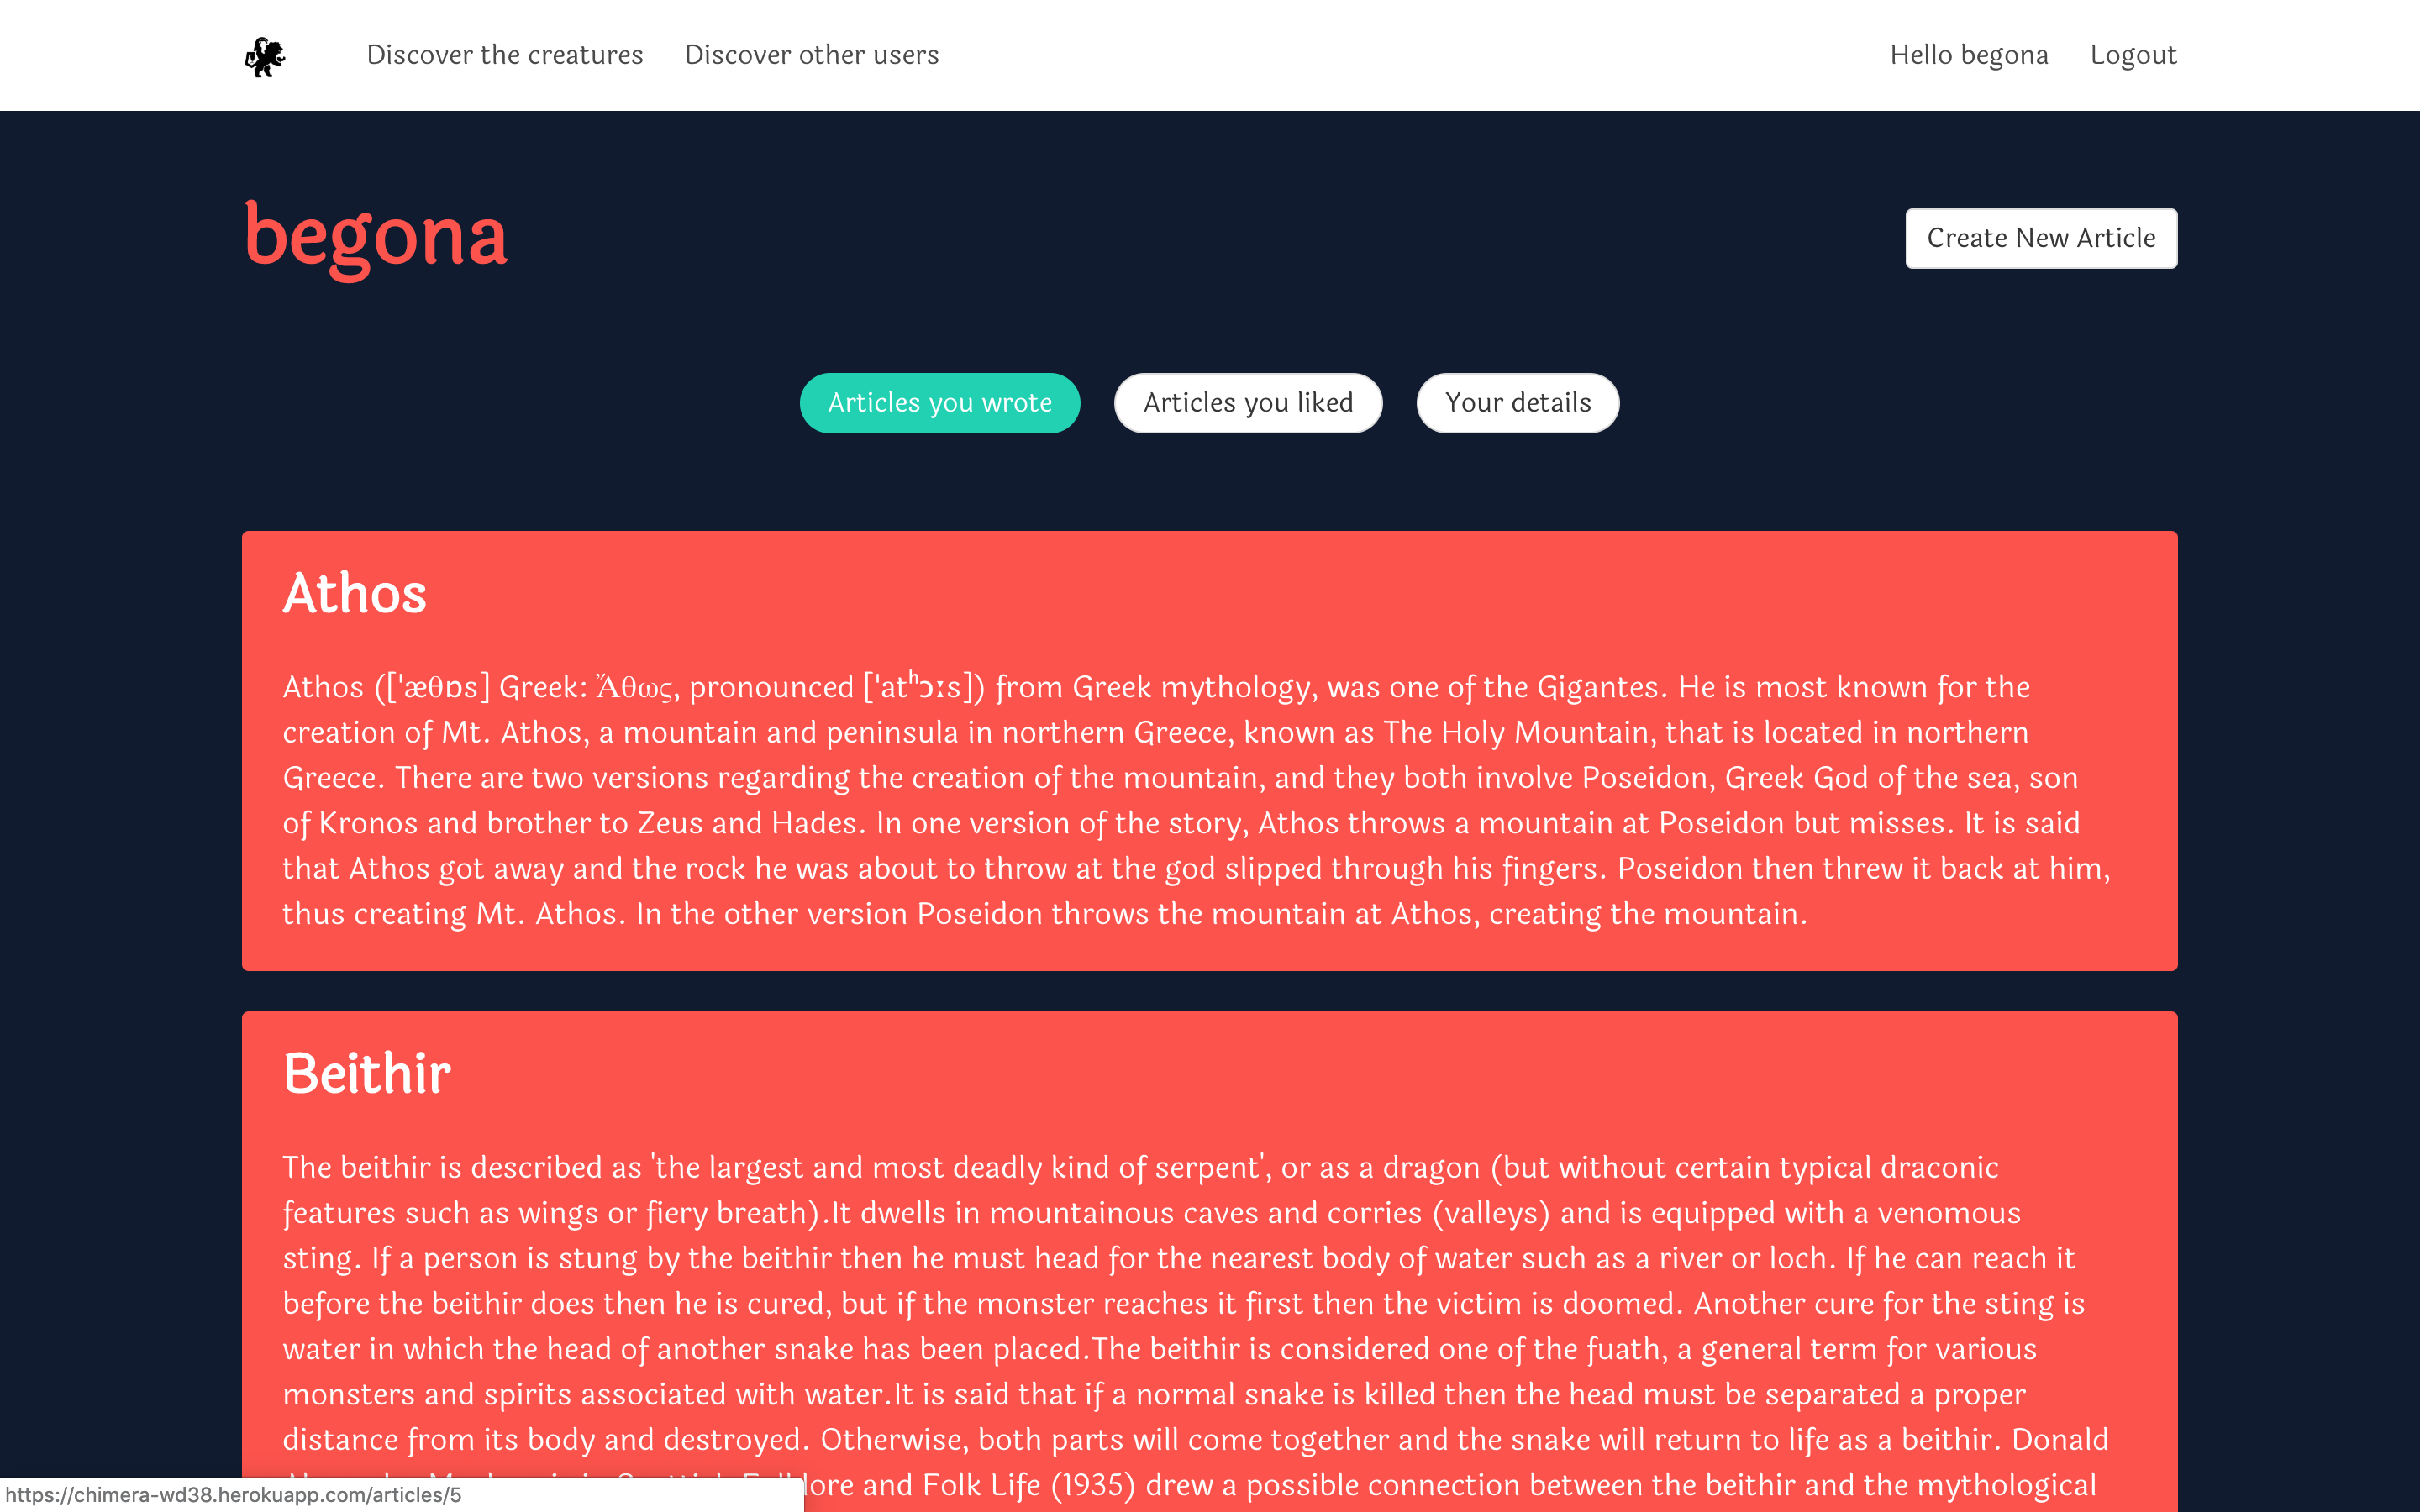 Discover the creatures Discover other users Hello begona Logout
begona
Create New Article
Articles you wrote Articles you liked Your details
Athos
Athos (['æθɒs] Greek: Ἄθως, pronounced ['atʰɔːs]) from Greek mythology, was one of the Gigantes. He is most known for the
creation of Mt. Athos, a mountain and peninsula in northern Greece, known as The Holy Mountain, that is located in northern
Greece. There are two versions regarding the creation of the mountain, and they both involve Poseidon, Greek God of the sea, son
of Kronos and brother to Zeus and Hades. In one version of the story, Athos throws a mountain at Poseidon but misses. It is said
that Athos got away and the rock he was about to throw at the god slipped through his fingers. Poseidon then threw it back at him,
thus creating Mt. Athos. In the other version Poseidon throws the mountain at Athos, creating the mountain.
Beithir
The beithir is described as 'the largest and most deadly kind of serpent', or as a dragon (but without certain typical draconic
features such as wings or fiery breath).It dwells in mountainous caves and corries (valleys) and is equipped with a venomous
sting. If a person is stung by the beithir then he must head for the nearest body of water such as a river or loch. If he can reach it
before the beithir does then he is cured, but if the monster reaches it first then the victim is doomed. Another cure for the sting is
water in which the head of another snake has been placed.The beithir is considered one of the fuath, a general term for various
monsters and spirits associated with water.It is said that if a normal snake is killed then the head must be separated a proper
distance from its body and destroyed. Otherwise, both parts will come together and the snake will return to life as a beithir. Donald
and Folk Life (1935) drew a possible connection between the beithir and the mythological
https://chimera-wd38.herokuapp.com/articles/5